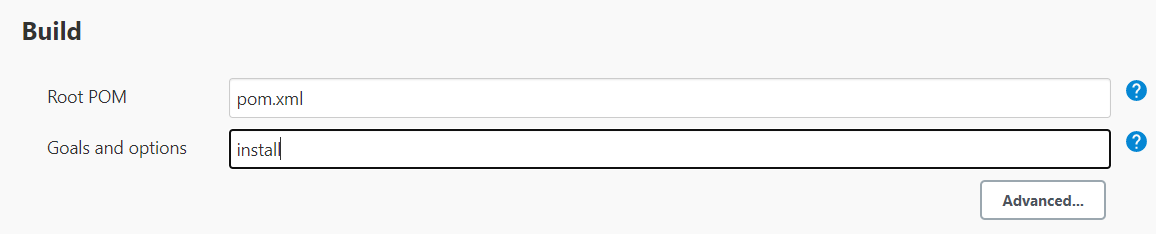 Build
Root POM
pom.xml
?
Goals and options
install
?
Advanced...